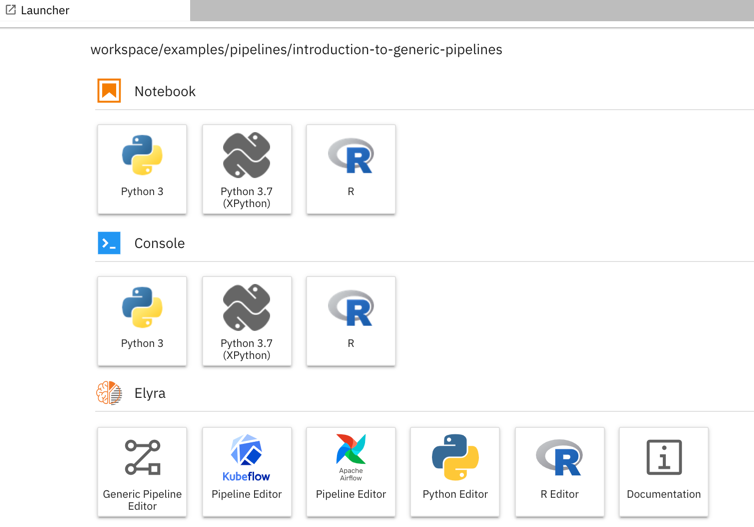 Launcher
workspace/examples/pipelines/introduction-to-generic-pipelines
Notebook
Python 3
Python 3.7
(XPython)
R
Console
Python 3
Python 3.7
(XPython)
R
Elyra
Generic Pipeline
Editor
Kubeflow
Pipeline Editor
Apache
Airflow
Pipeline Editor
Python Editor
R Editor
Documentation